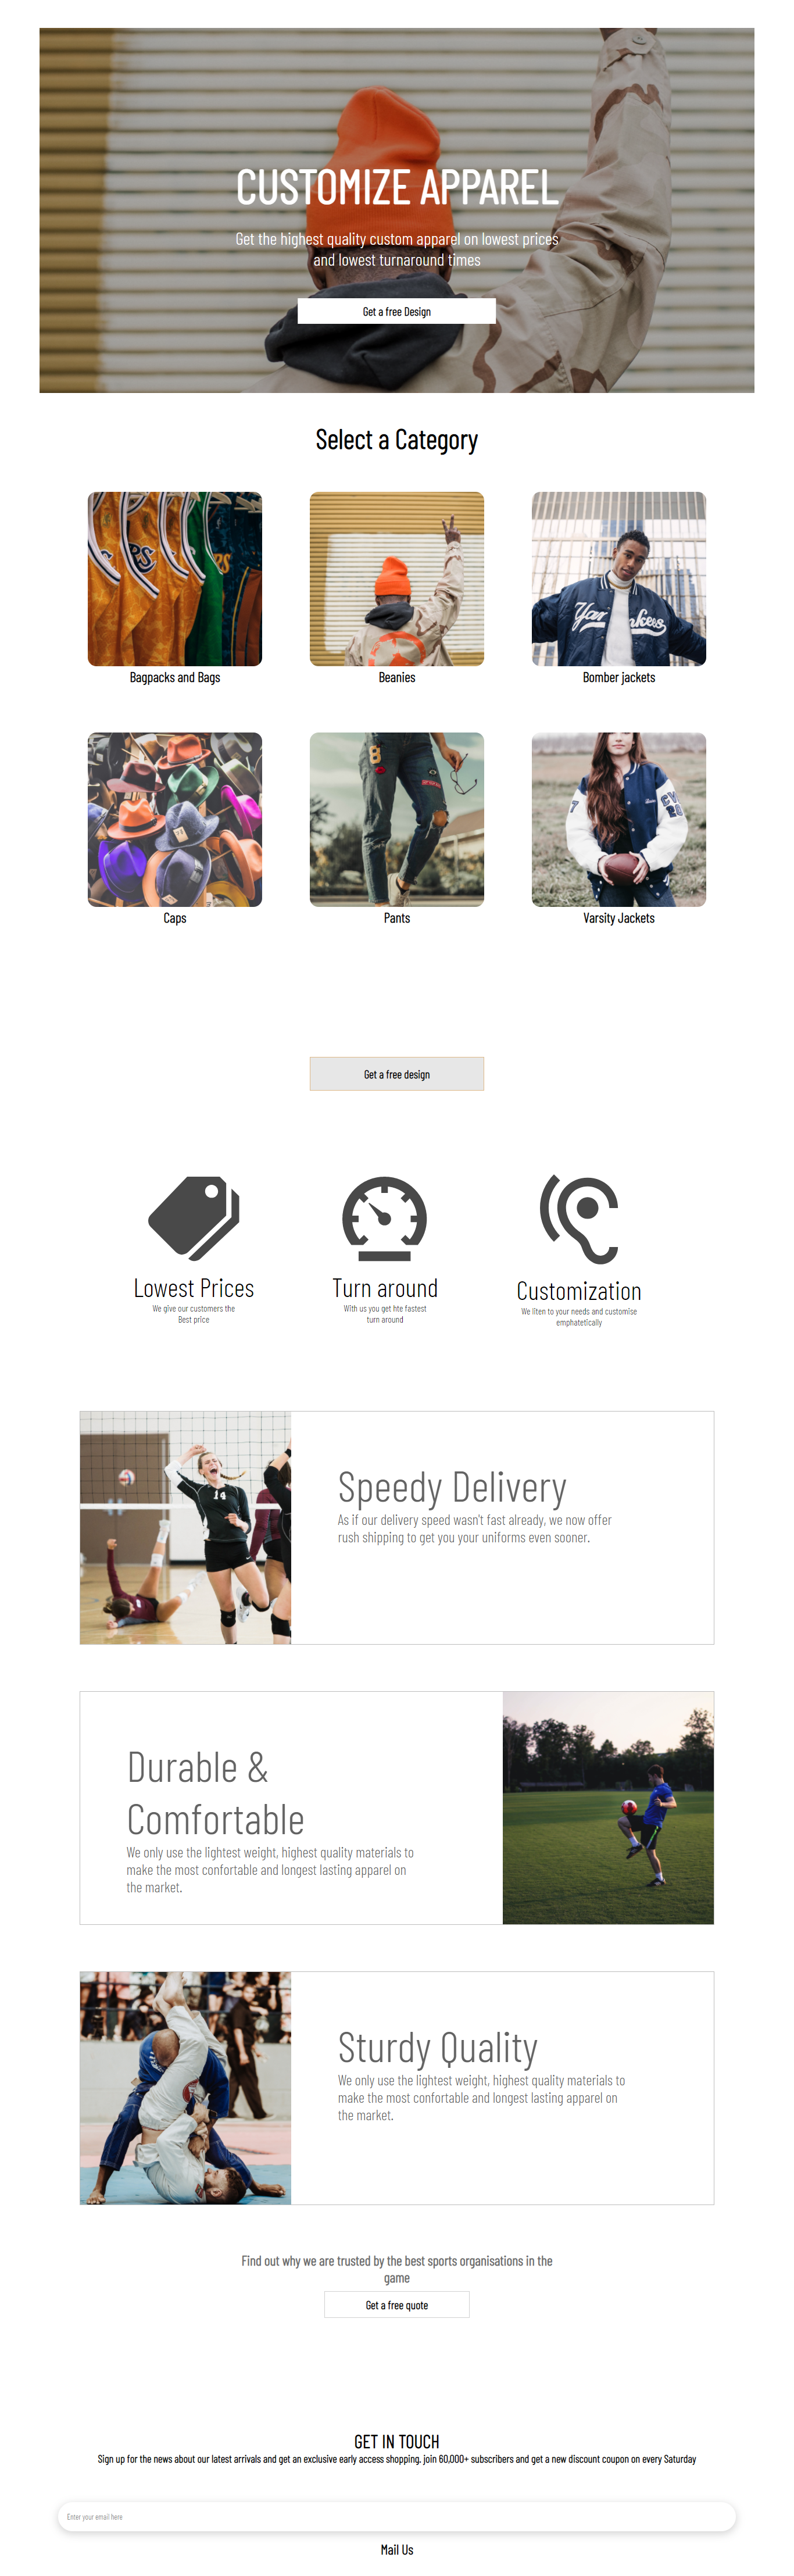 CUSTOMIZE APPAREL
Get the highest quality custom apparel on lowest prices
and lowest turnaround times
Get a free Design
Select a Category
PS
PS
Yan nkees
Bagpacks and Bags
Beanies
Bomber jackets
B
7
Caps
Pants
Varsity Jackets
Get a free design
Lowest Prices
We give our customers the
Best price
Turn around
With us you get hte fastest
turn around
Customization
We liten to your needs and customise
emphatetically
14
Speedy Delivery
As if our delivery speed wasn't fast already, we now offer
rush shipping to get you your uniforms even sooner.
Durable &
Comfortable
We only use the lightest weight, highest quality materials to
make the most confortable and longest lasting apparel on
the market.
Sturdy Quality
We only use the lightest weight, highest quality materials to
make the most confortable and longest lasting apparel on
the market.
Find out why we are trusted by the best sports organisations in the
game
Get a free quote
GET IN TOUCH
Sign up for the news about our latest arrivals and get an exclusive early access shopping. join 60,000+ subscribers and get a new discount coupon on every Saturday
Enter your email here
Mail Us